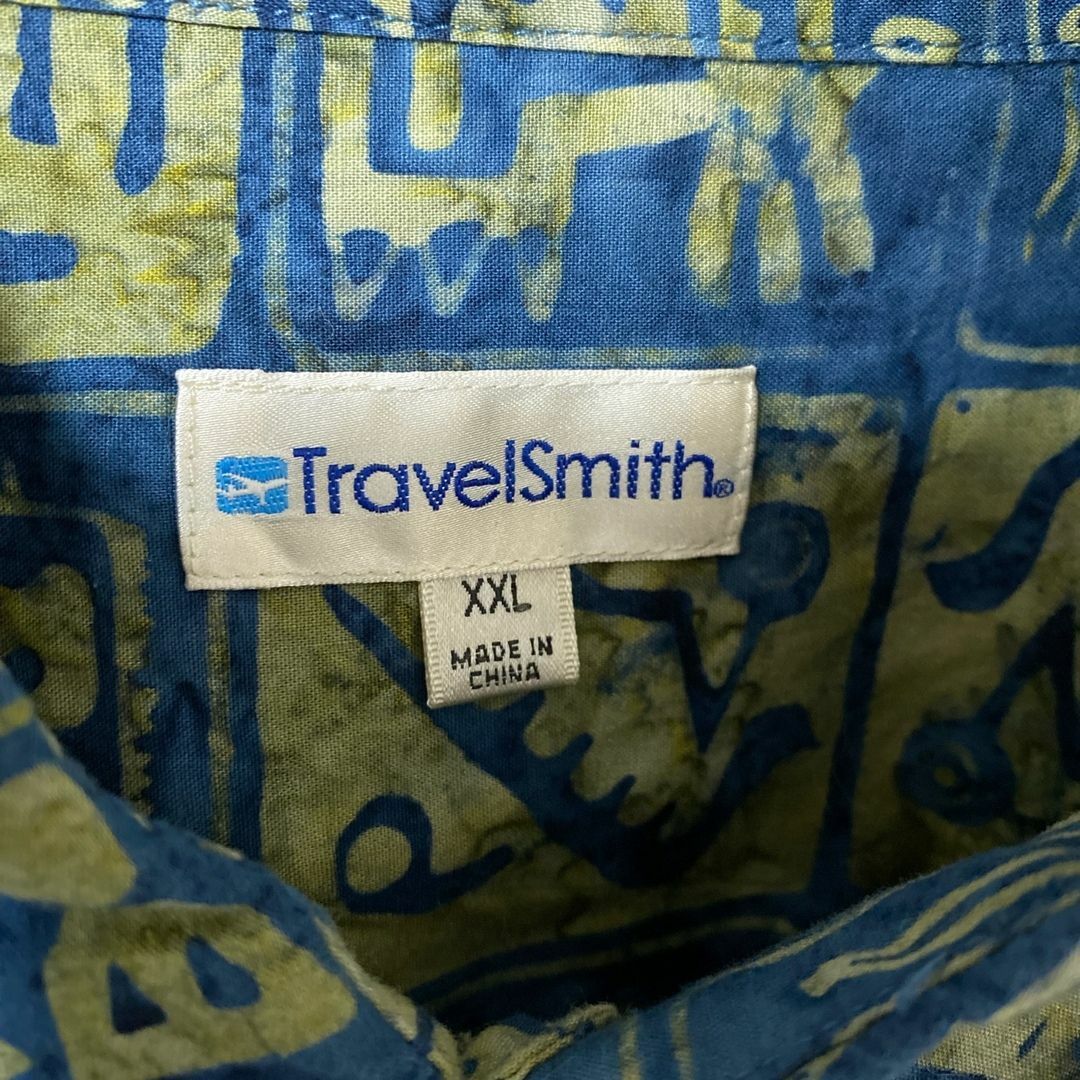 TravelSmith®
XXL
MADE IN
CHINA